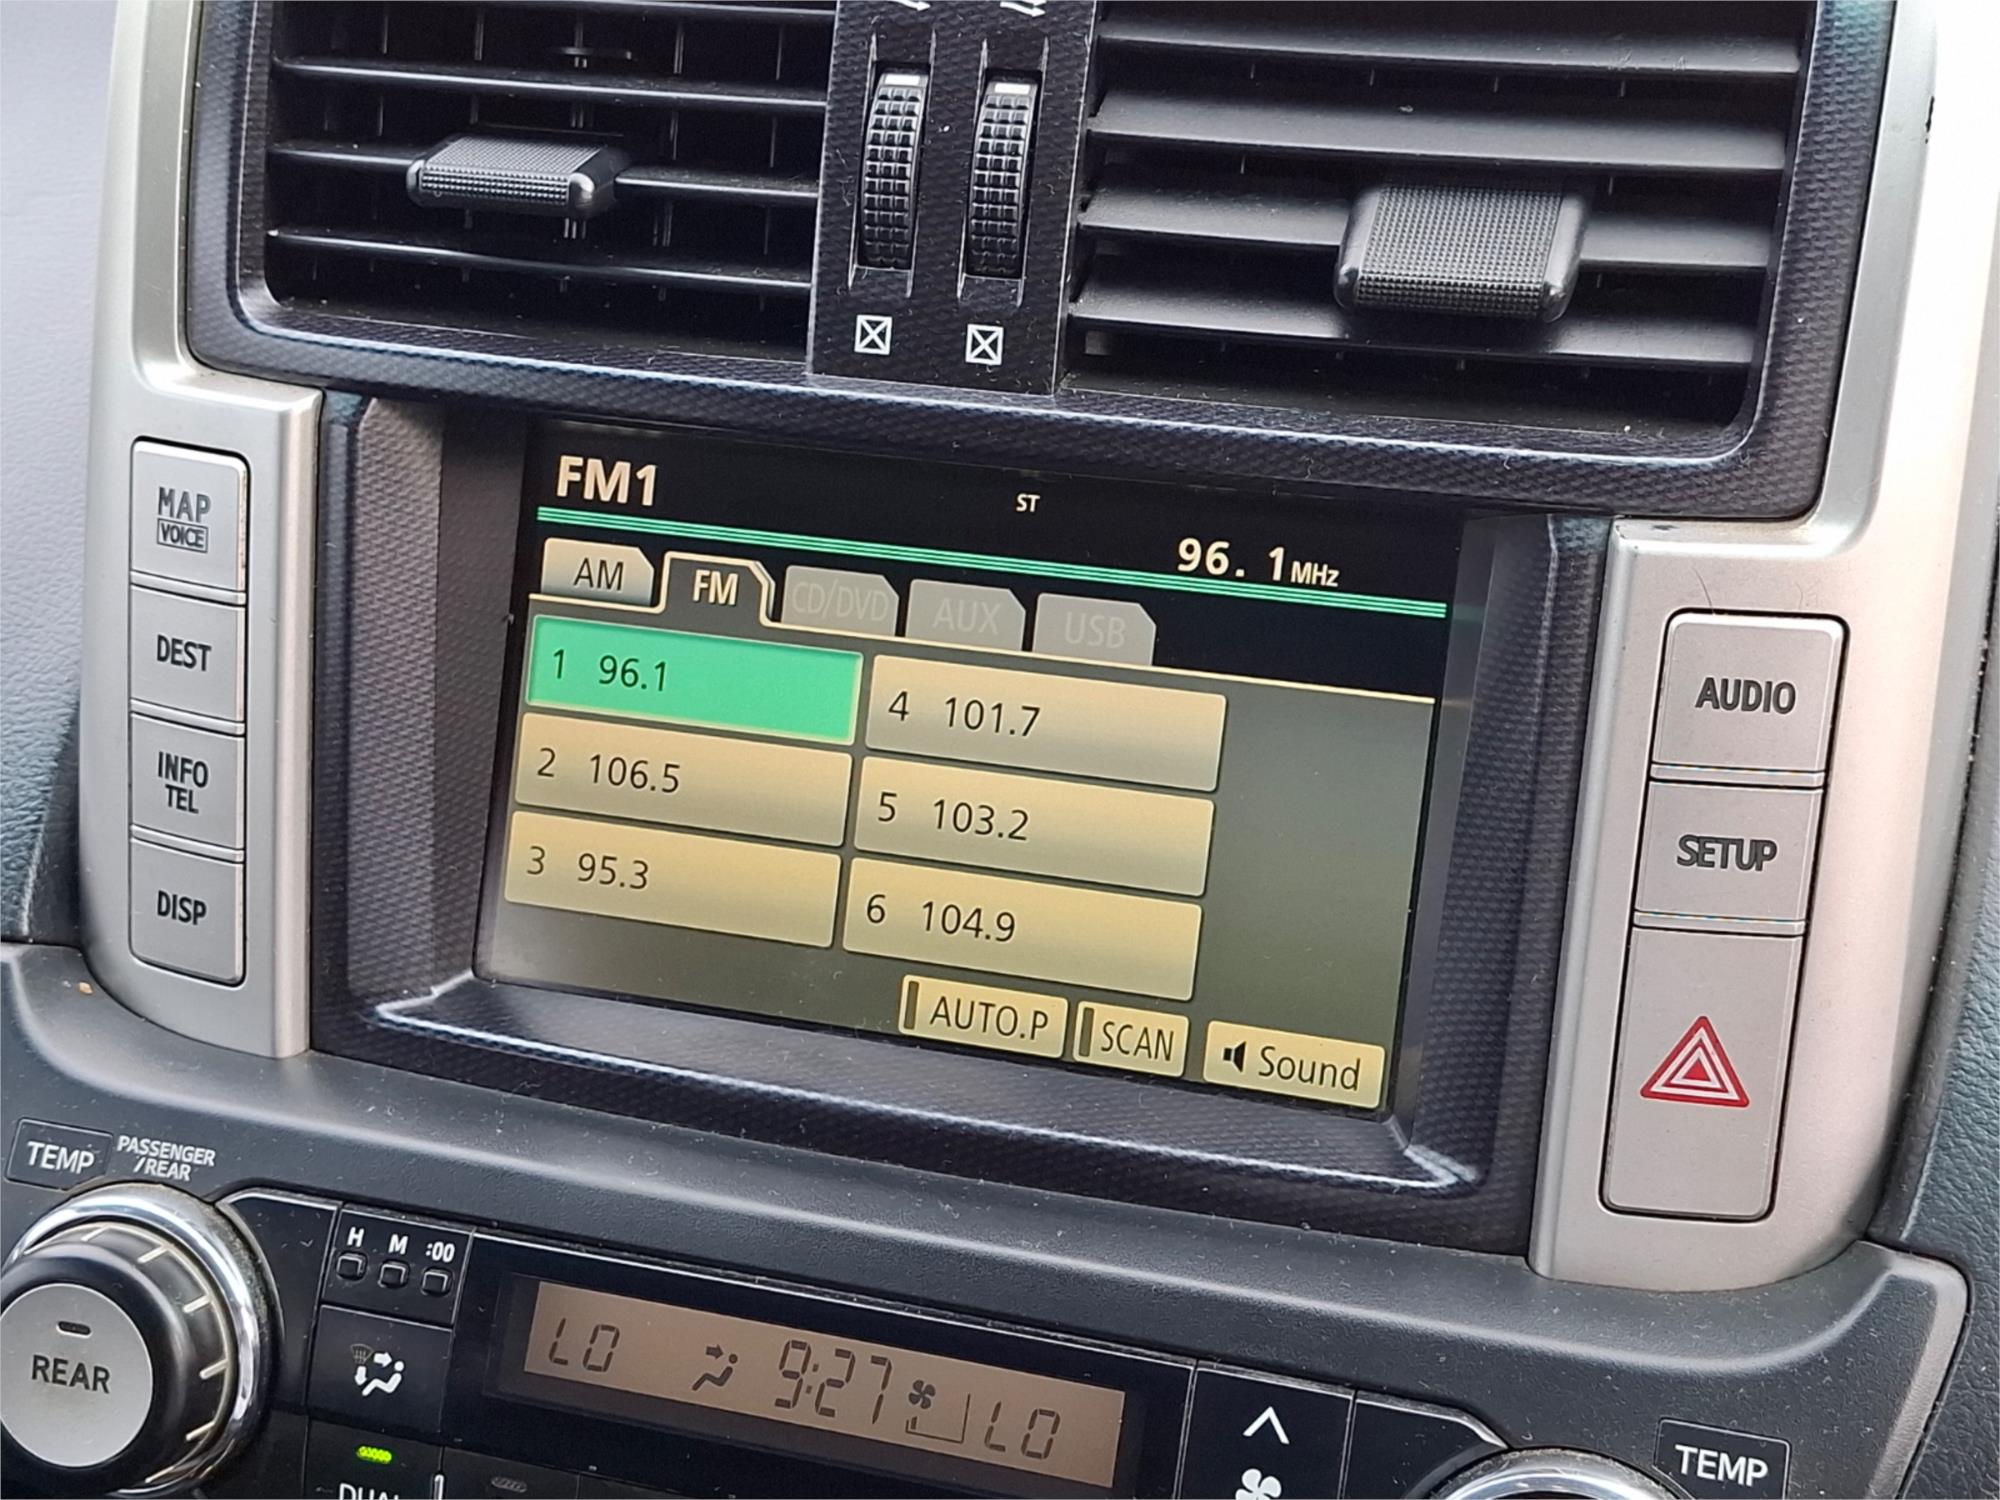 FM1
ST
96. 1MHz
AM FM CD/DVD AUX USB
1 96.1
2 106.5
3 95.3
4 101.7
5 103.2
6 104.9
AUTO.P SCAN Sound
MAP
VOICE
DEST
INFO
TEL
DISP
AUDIO
SETUP
TEMP
PASSENGER
/REAR
REAR
H M :00
LO 9:27 LO
TEMP